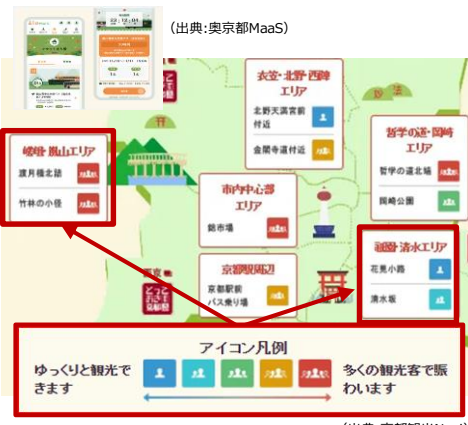 (出典:奥京都MaaS)
衣笠・北野・西陣
エリア
北野天満宮前
付近
金閣寺道付近
嵯峨・嵐山エリア
渡月橋北詰
竹林の小径
哲学の道・岡崎
エリア
哲学の道北端
岡崎公園
市内中心部
エリア
錦市場
祇園・清水エリア
花見小路
清水坂
京都駅周辺
京都駅前
バス乗り場
とっておき京都
アイコン凡例
ゆっくりと観光で
きます
多くの観光客で賑
わいます